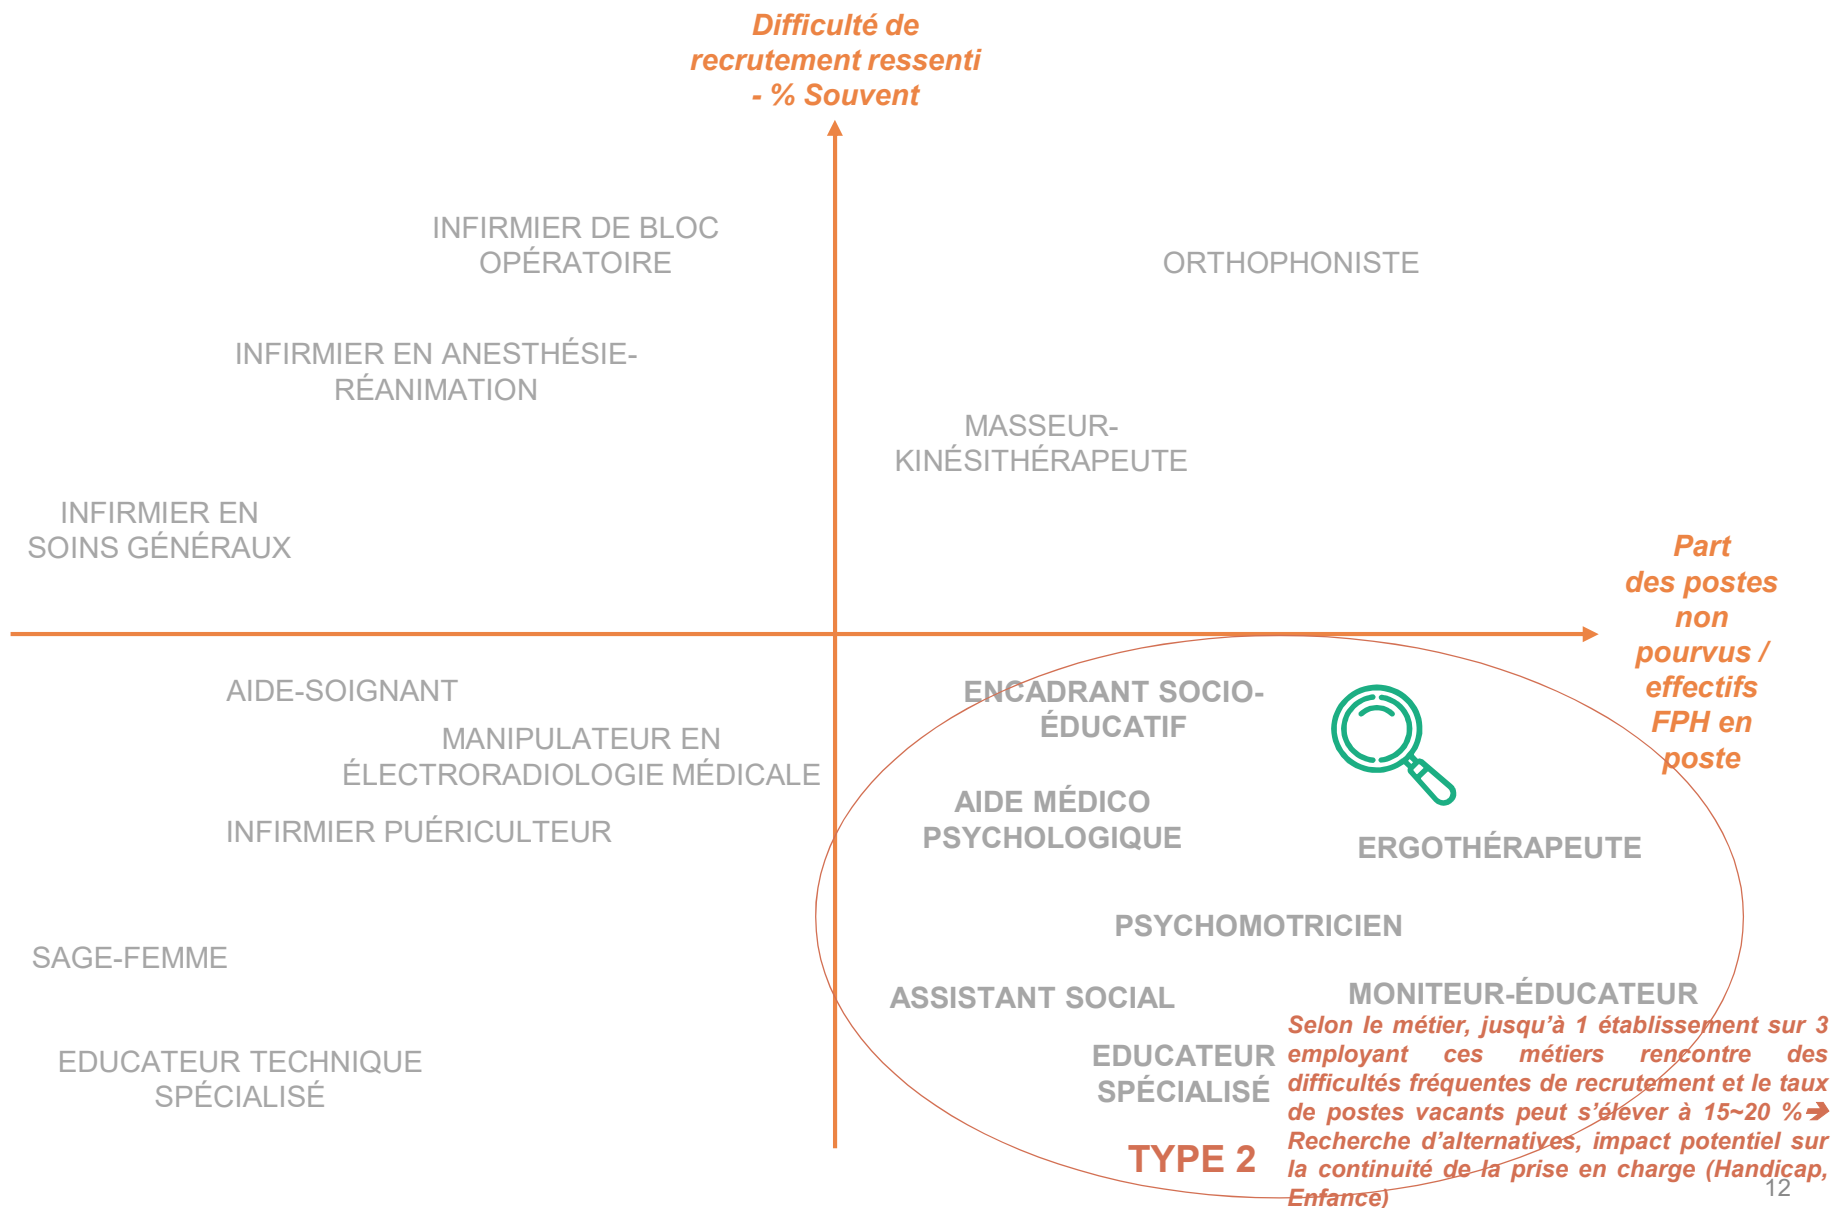 Difficulté de
recrutement ressenti
- % Souvent
INFIRMIER DE BLOC
OPÉRATOIRE
ORTHOPHONISTE
INFIRMIER EN ANESTHÉSIE-
RÉANIMATION
MASSEUR-
KINÉSITHÉRAPEUTE
INFIRMIER EN
SOINS GÉNÉRAUX
Part
des postes
non
pourvus /
effectifs
FPH en
poste
AIDE-SOIGNANT
MANIPULATEUR EN
ÉLECTRORADIOLOGIE MÉDICALE
INFIRMIER PUÉRICULTEUR
SAGE-FEMME
EDUCATEUR TECHNIQUE
SPÉCIALISÉ
ENCADRANT SOCIO-
ÉDUCATIF
AIDE MÉDICO
PSYCHOLOGIQUE
ERGOTHÉRAPEUTE
PSYCHOMOTRICIEN
ASSISTANT SOCIAL
MONITEUR-ÉDUCATEUR
EDUCATEUR
SPÉCIALISÉ
TYPE 2
Selon le métier, jusqu’à 1 établissement sur 3
employant ces métiers rencontre des
difficultés fréquentes de recrutement et le taux
de postes vacants peut s’élever à 15~20 %➔
Recherche d’alternatives, impact potentiel sur
la continuité de la prise en charge (Handicap,
Enfance)
12